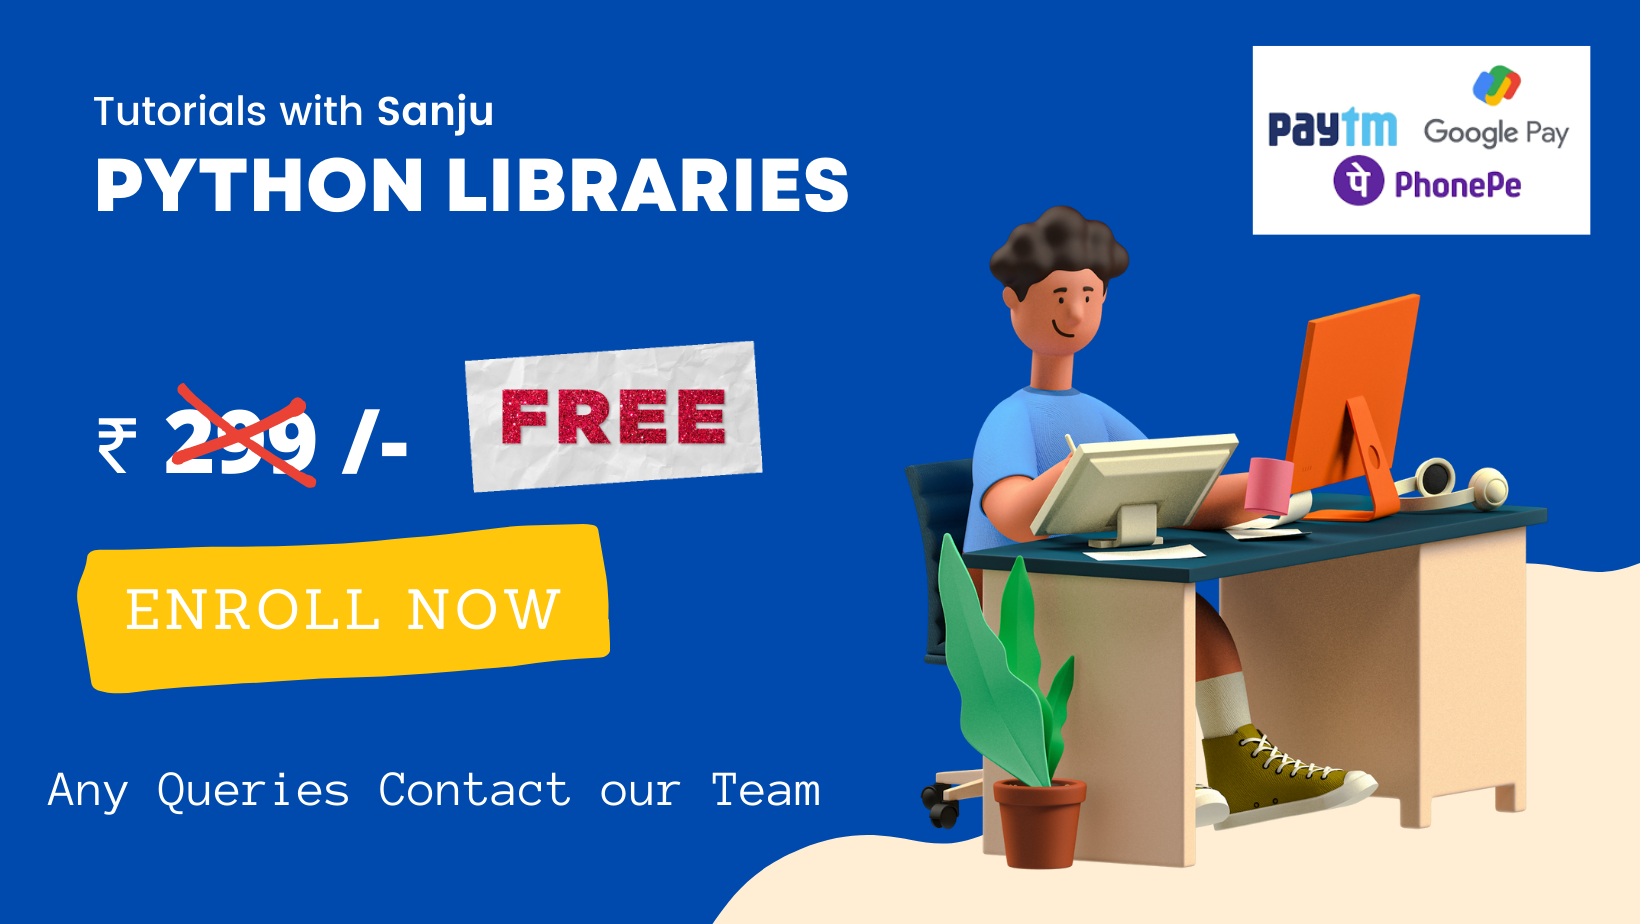 Tutorials with Sanju
PYTHON LIBRARIES
paytm
Google Pay
पे PhonePe
₹ 299 /-
FREE
ENROLL NOW
Any Queries Contact our Team